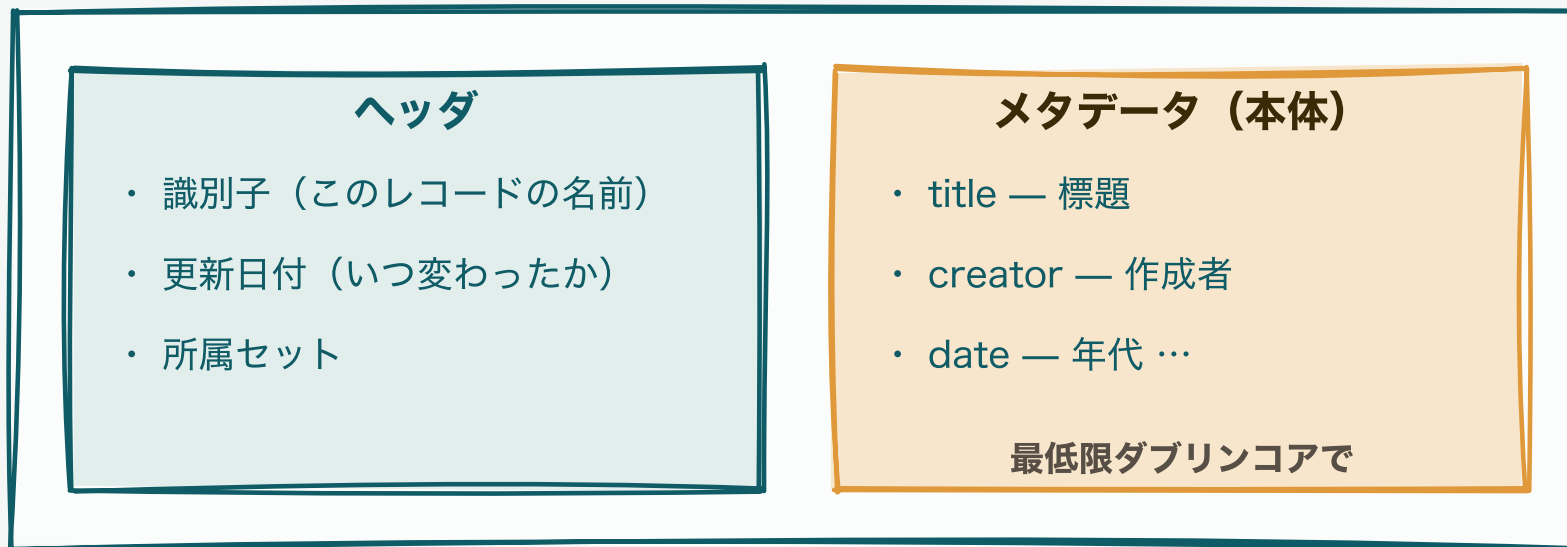 ヘッダ
・ 識別子（このレコードの名前）
・ 更新日付（いつ変わったか）
・ 所属セット
メタデータ（本体）
・ title — 標題
・ creator — 作成者
・ date — 年代 …
最低限ダブリンコアで